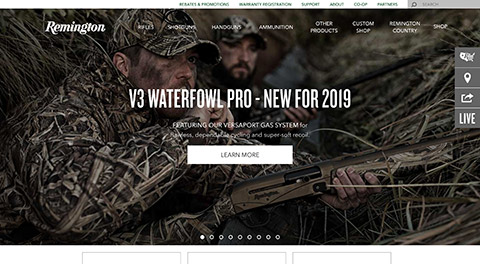 REBATES & PROMOTIONS WARRANTY REGISTRATION SUPPORT ABOUT CO-OP PARTNERS SEARCH
Remington
RIFLES SHOTGUNS HANDGUNS AMMUNITION OTHER PRODUCTS CUSTOM SHOP REMINGTON COUNTRY SHOP
V3 WATERFOWL PRO - NEW FOR 2019
FEATURING OUR VERSAPORT GAS SYSTEM for
flawless, dependable cycling and super-soft recoil.
LEARN MORE
LIVE